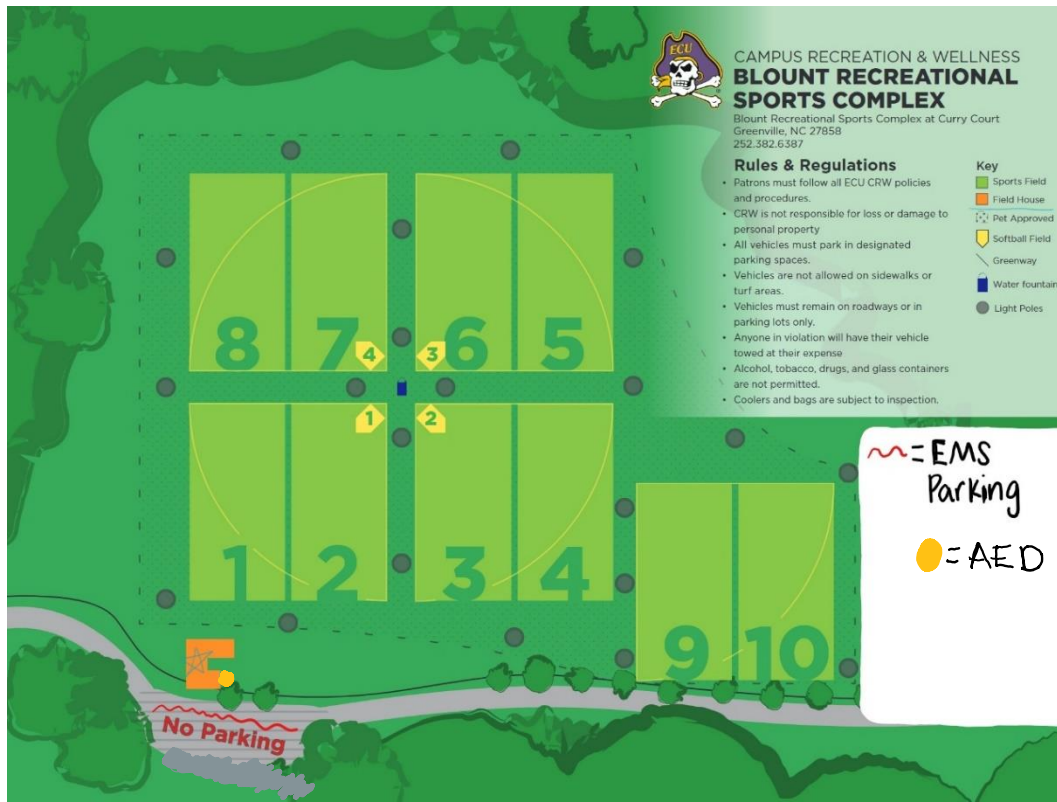 ECU
CAMPUS RECREATION & WELLNESS
BLOUNT RECREATIONAL
SPORTS COMPLEX
Blount Recreational Sports Complex at Curry Court
Greenville, NC 27858
252.382.6387
Rules & Regulations
• Patrons must follow all ECU CRW policies
and procedures.
• CRW is not responsible for loss or damage to
personal property
• All vehicles must park in designated
parking spaces.
• Vehicles are not allowed on sidewalks or
turf areas.
• Vehicles must remain on roadways or in
parking lots only.
• Anyone in violation will have their vehicle
towed at their expense
• Alcohol, tobacco, drugs, and glass containers
are not permitted.
• Coolers and bags are subject to inspection.
Key
Sports Field
Field House
Pet Approved
Softball Field
Greenway
Water fountain
Light Poles
8 7 6 5
4 3
1 2
1 2 3 4
9 10
= EMS
Parking
= AED
No Parking